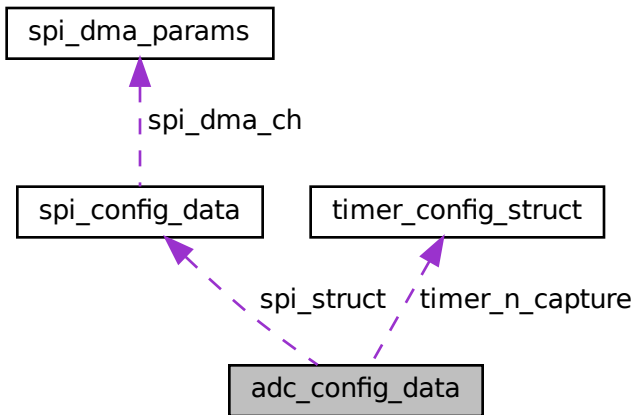 spi_dma_params
spi_dma_ch
spi_config_data
timer_config_struct
spi_struct
timer_n_capture
adc_config_data